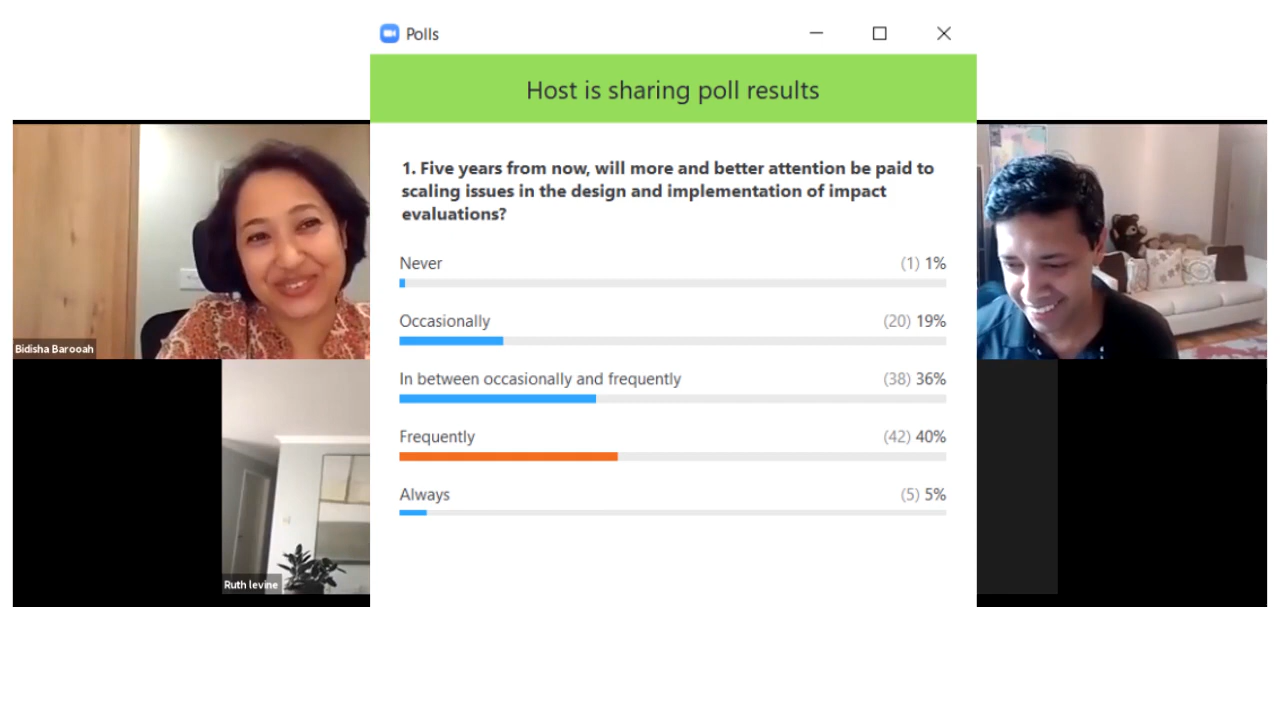 Polls
Host is sharing poll results
1. Five years from now, will more and better attention be paid to
scaling issues in the design and implementation of impact
evaluations?
Never (1) 1%
Occasionally (20) 19%
In between occasionally and frequently (38) 36%
Frequently (42) 40%
Always (5) 5%
Bidisha Barooah
Ruth levine